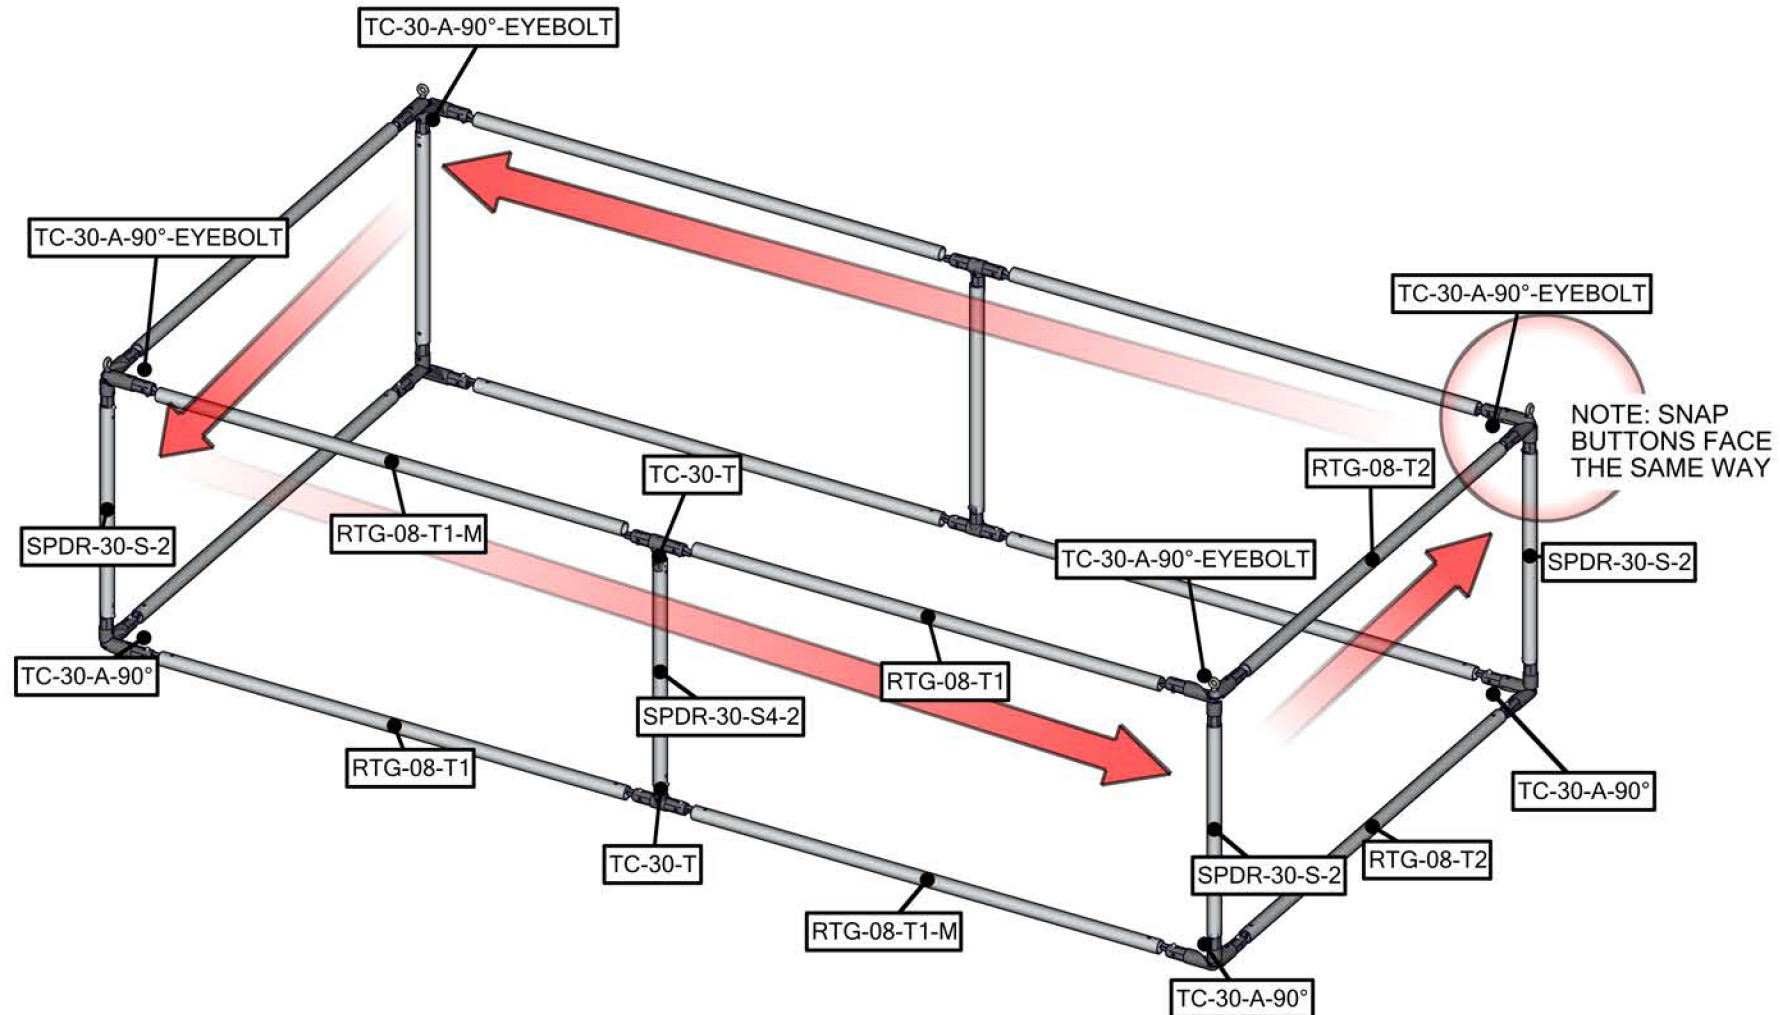 TC-30-A-90°-EYEBOLT
TC-30-A-90°-EYEBOLT
TC-30-A-90°-EYEBOLT
NOTE: SNAP
BUTTONS FACE
THE SAME WAY
RTG-08-T2
TC-30-T
RTG-08-T1-M
SPDR-30-S-2
TC-30-A-90°-EYEBOLT
SPDR-30-S-2
TC-30-A-90°
RTG-08-T1
SPDR-30-S4-2
RTG-08-T1
TC-30-A-90°
TC-30-T
RTG-08-T2
SPDR-30-S-2
RTG-08-T1-M
TC-30-A-90°